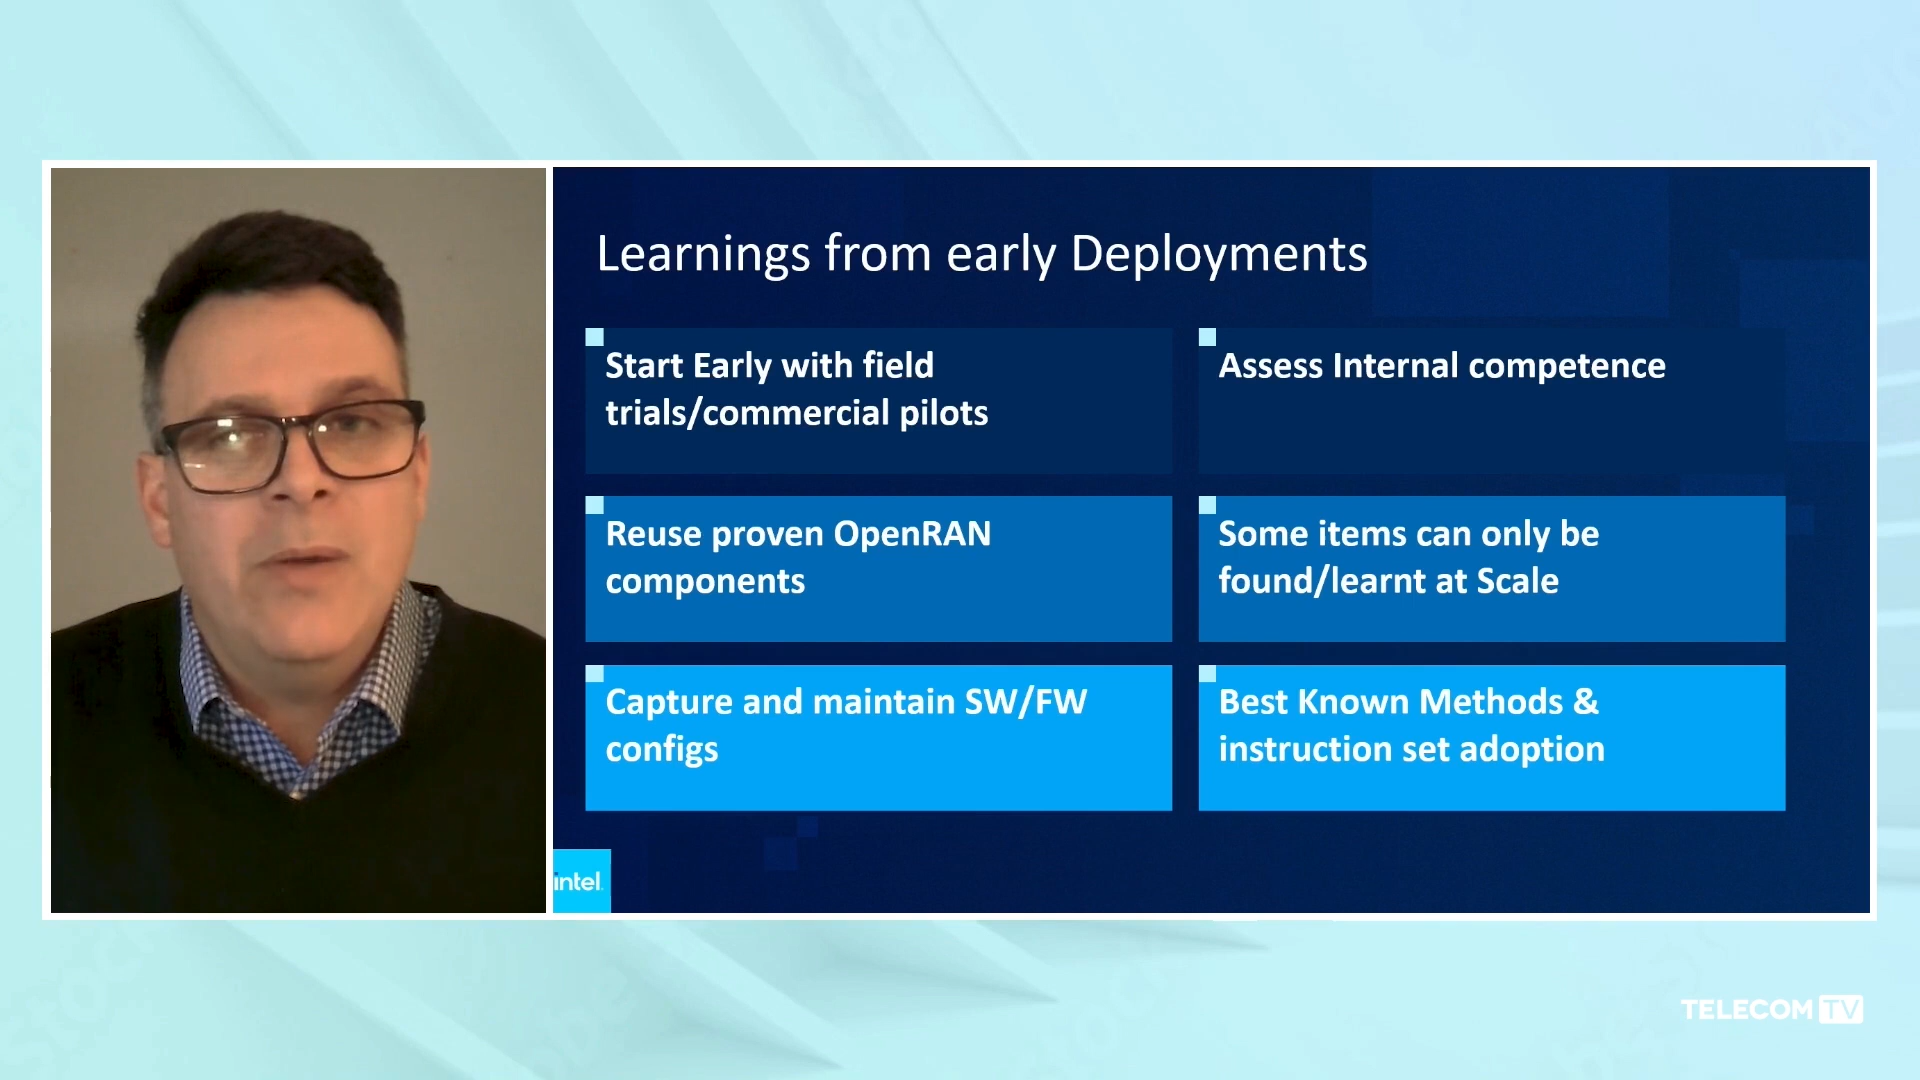 Learnings from early Deployments
Start Early with field
trials/commercial pilots
Assess Internal competence
Reuse proven OpenRAN
components
Some items can only be
found/learnt at Scale
Capture and maintain SW/FW
configs
Best Known Methods &
instruction set adoption
intel.
TELECOM TV